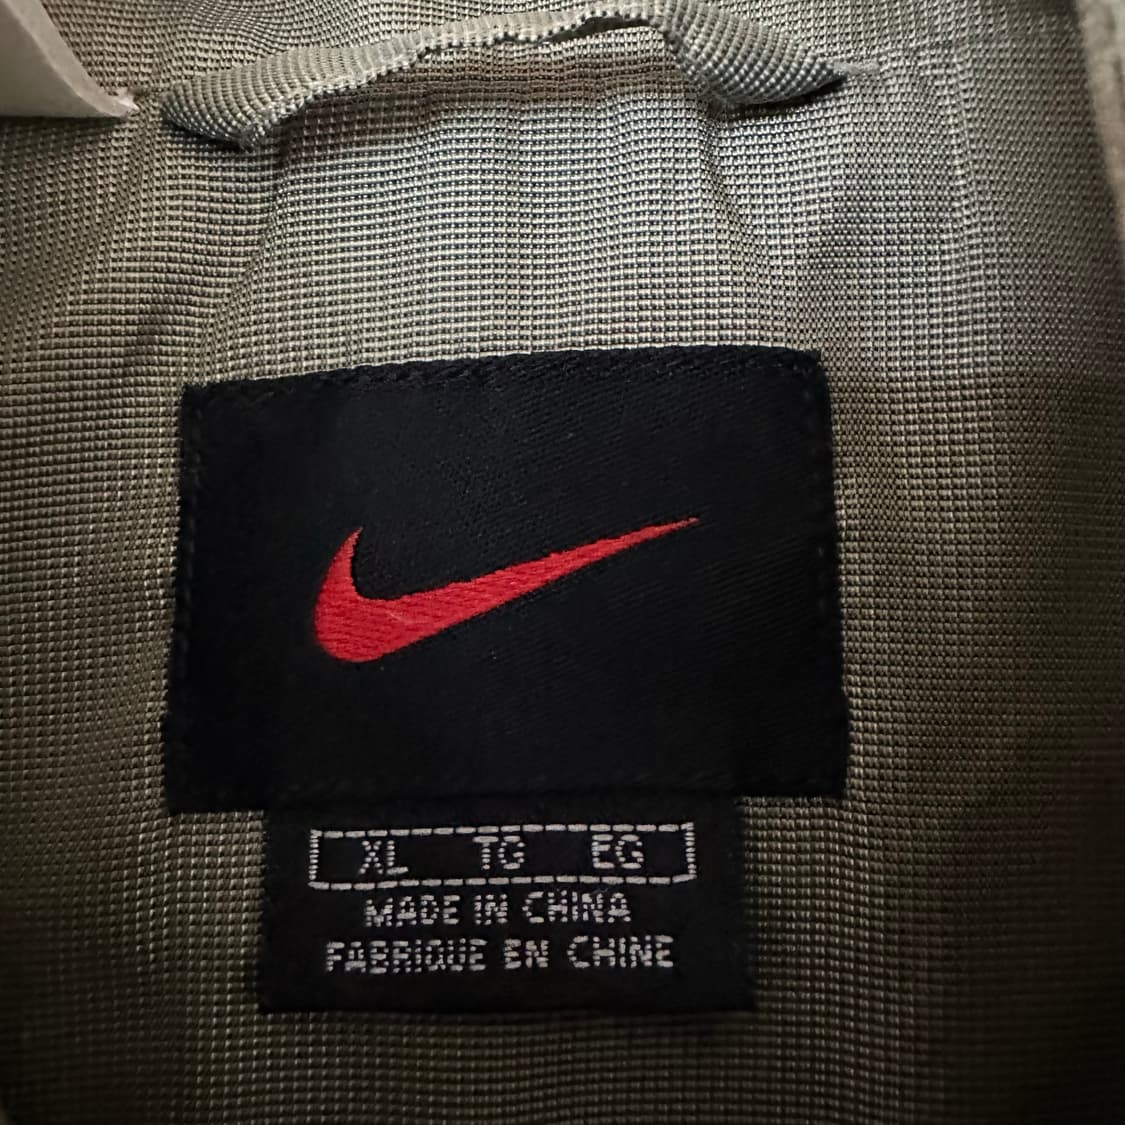 XL TG EG
MADE IN CHINA
FABRIQUE EN CHINE